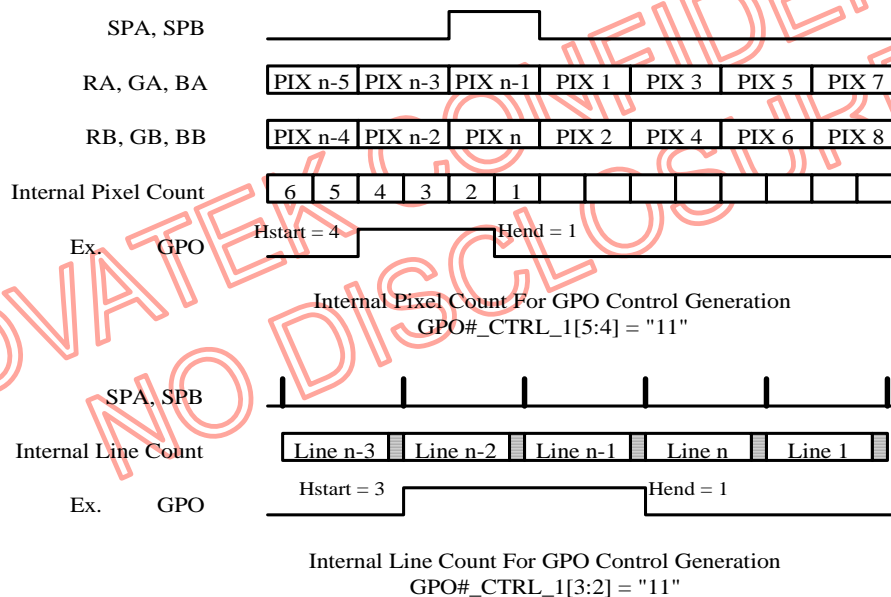 SPA, SPB
RA, GA, BA PIX n-5 PIX n-3 PIX n-1 PIX 1 PIX 3 PIX 5 PIX 7
RB, GB, BB PIX n-4 PIX n-2 PIX n PIX 2 PIX 4 PIX 6 PIX 8
Internal Pixel Count 6 5 4 3 2 1
Ex. GPO Hstart = 4 Hend = 1
Internal Pixel Count For GPO Control Generation
GPO#_CTRL_1[5:4] = "11"
SPA, SPB
Internal Line Count Line n-3 Line n-2 Line n-1 Line n Line 1
Ex. GPO Hstart = 3 Hend = 1
Internal Line Count For GPO Control Generation
GPO#_CTRL_1[3:2] = "11"
NO DISCLOSURE